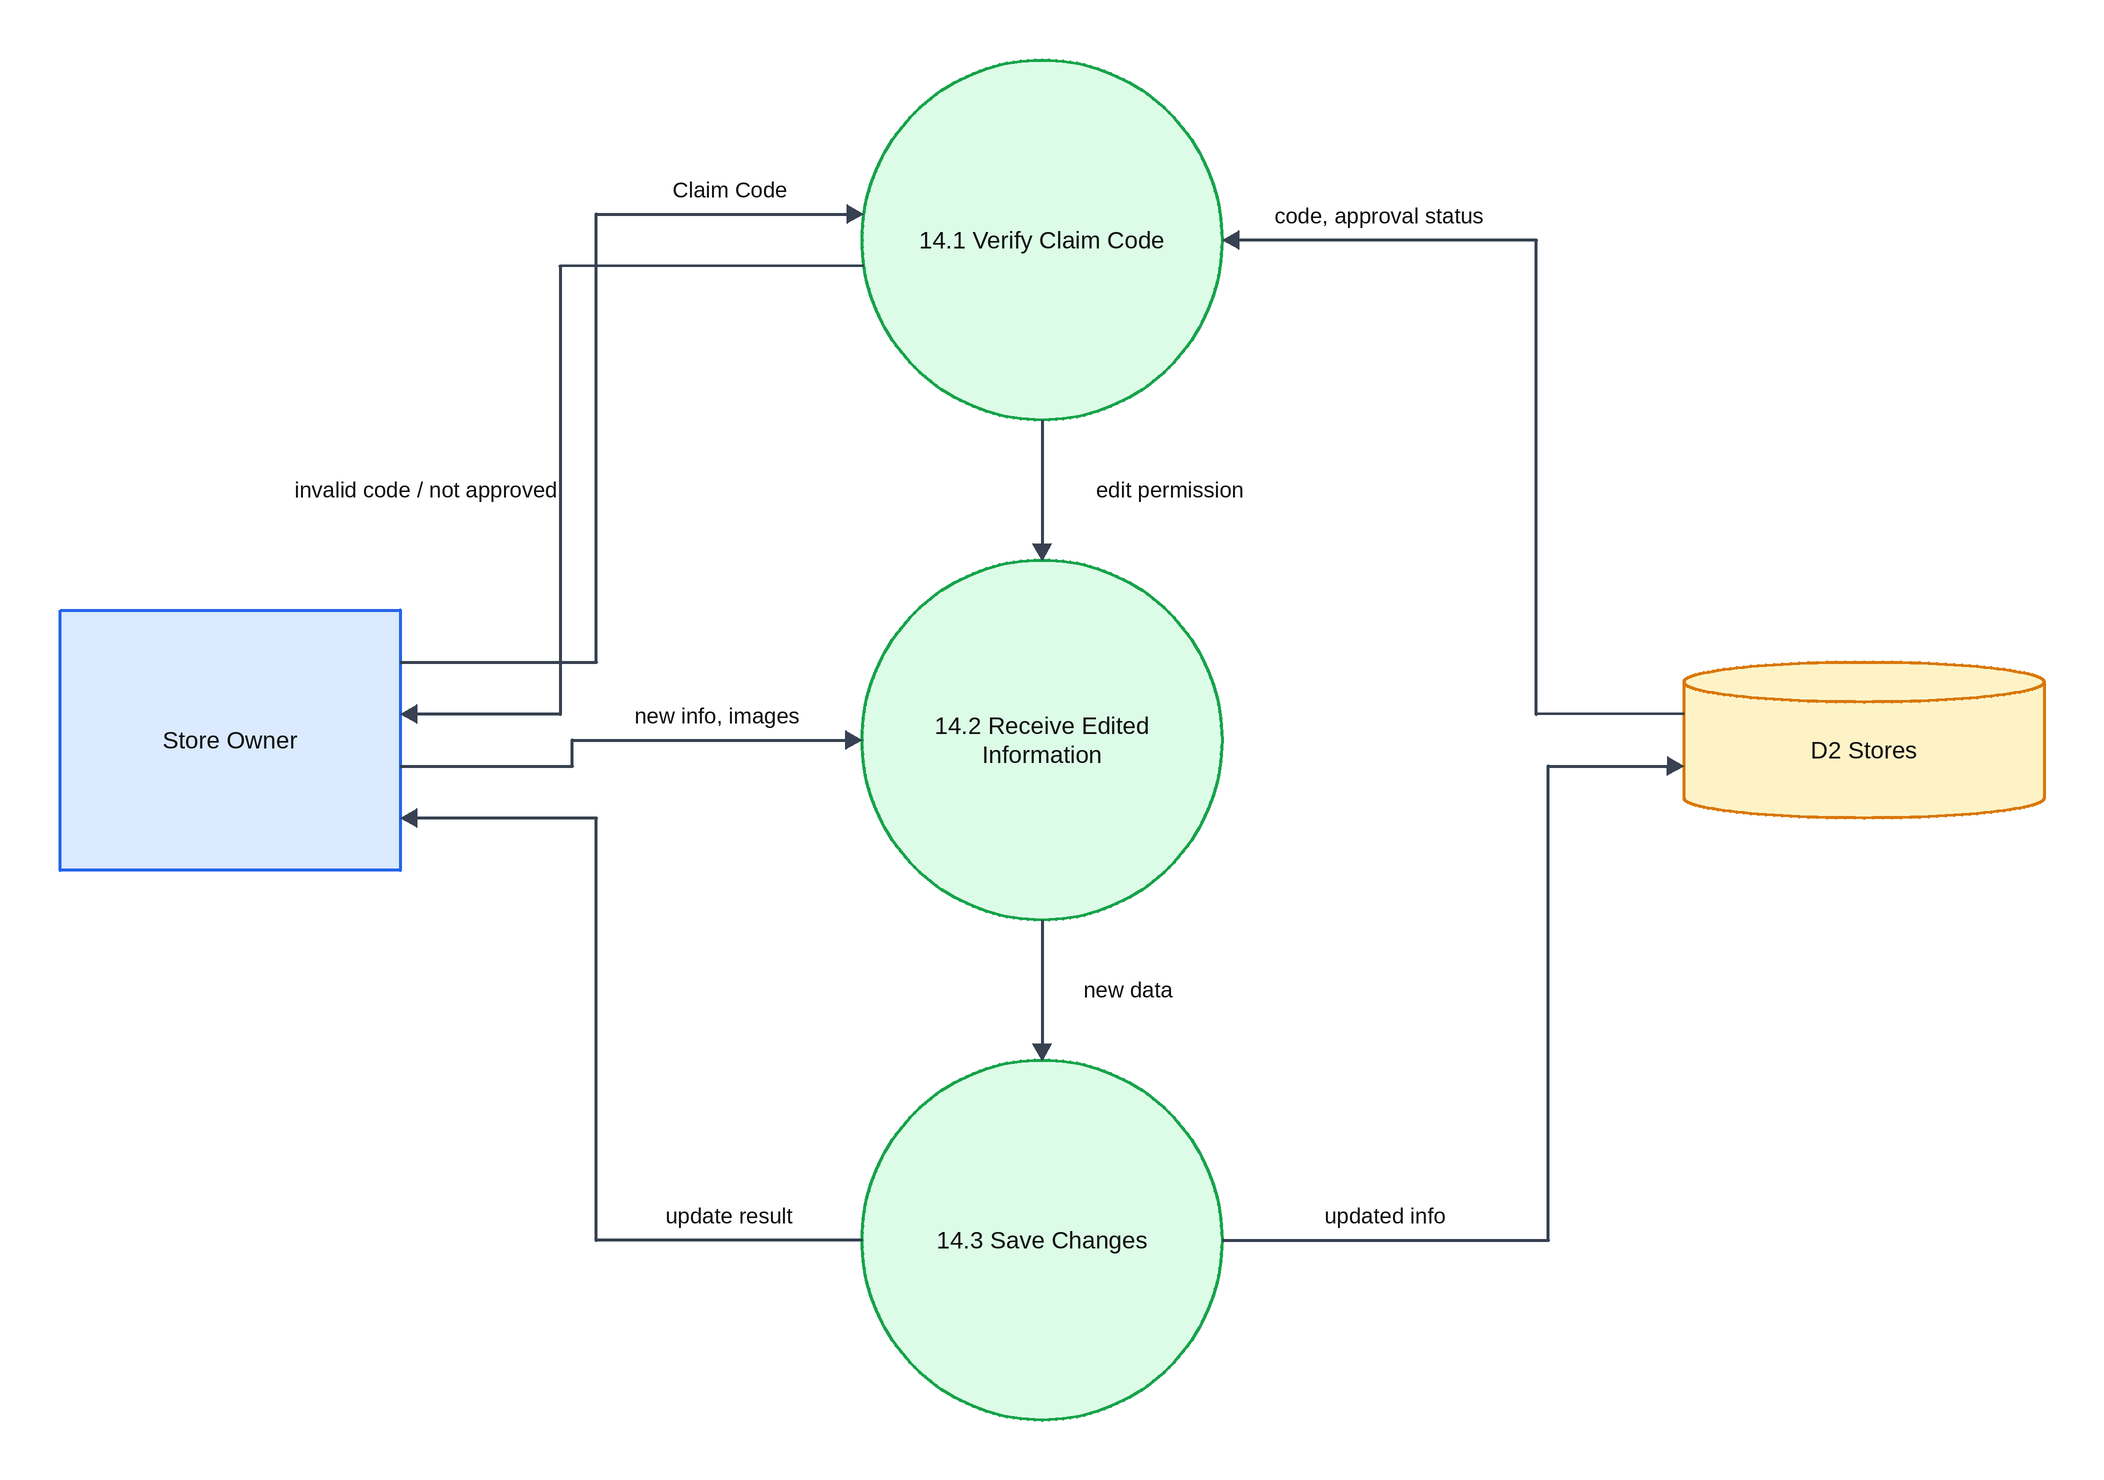 Claim Code
14.1 Verify Claim Code
code, approval status
invalid code / not approved
edit permission
Store Owner
new info, images
14.2 Receive Edited
Information
D2 Stores
new data
update result
14.3 Save Changes
updated info